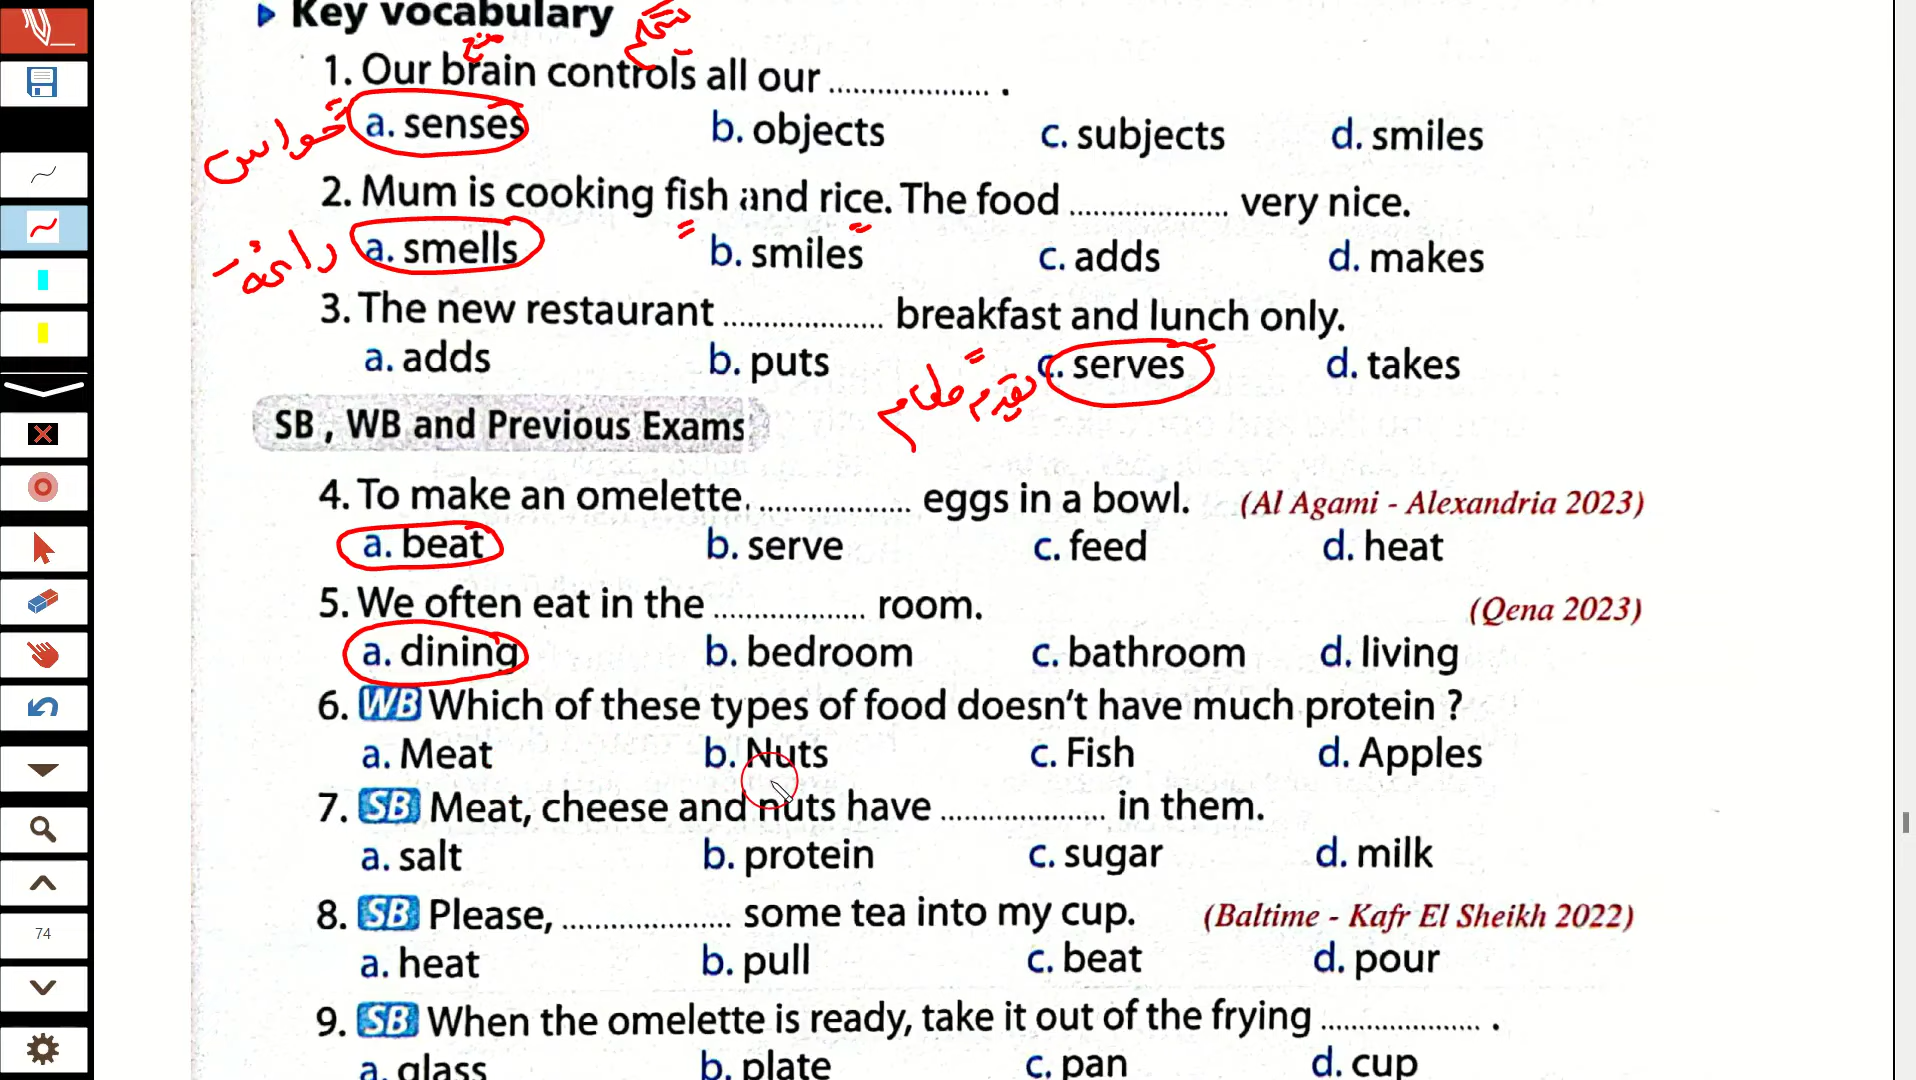 Key vocabulary
مخ
تتحكم
1. Our brain controls all our .................... .
a. senses b. objects c. subjects d. smiles
حواس
2. Mum is cooking fish and rice. The food .................... very nice.
a. smells b. smiles c. adds d. makes
رائحة
3. The new restaurant .................... breakfast and lunch only.
a. adds b. puts c. serves d. takes
يقدم طعام
SB , WB and Previous Exams
4. To make an omelette. .................... eggs in a bowl. (Al Agami - Alexandria 2023)
a. beat b. serve c. feed d. heat
5. We often eat in the .................... room. (Qena 2023)
a. dining b. bedroom c. bathroom d. living
6. WB Which of these types of food doesn't have much protein ?
a. Meat b. Nuts c. Fish d. Apples
7. SB Meat, cheese and nuts have .................... in them.
a. salt b. protein c. sugar d. milk
8. SB Please, .................... some tea into my cup. (Baltime - Kafr El Sheikh 2022)
a. heat b. pull c. beat d. pour
9. SB When the omelette is ready, take it out of the frying .................... .
a. glass b. plate c. pan d. cup
74